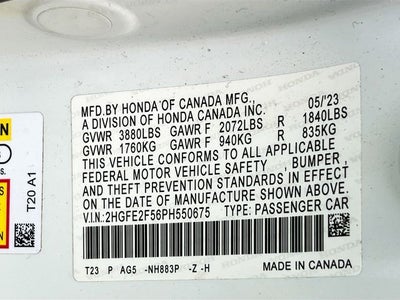 MFD.BY HONDA OF CANADA MFG.,
A DIVISION OF HONDA CANADA INC. 05/'23
GVWR 3880LBS GAWR F 2072LBS R 1840LBS
GVWR 1760KG GAWR F 940KG R 835KG
THIS VEHICLE CONFORMS TO ALL APPLICABLE
FEDERAL MOTOR VEHICLE SAFETY BUMPER,
AND THEFT PREVENTION STANDARDS IN EFFECT
ON THE DATE OF MANUFACTURE SHOWN ABOVE.
V.I.N.:2HGFE2F56PH550675 TYPE: PASSENGER CAR
T23 P AG5 -NH883P -Z -H MADE IN CANADA
T20 A1